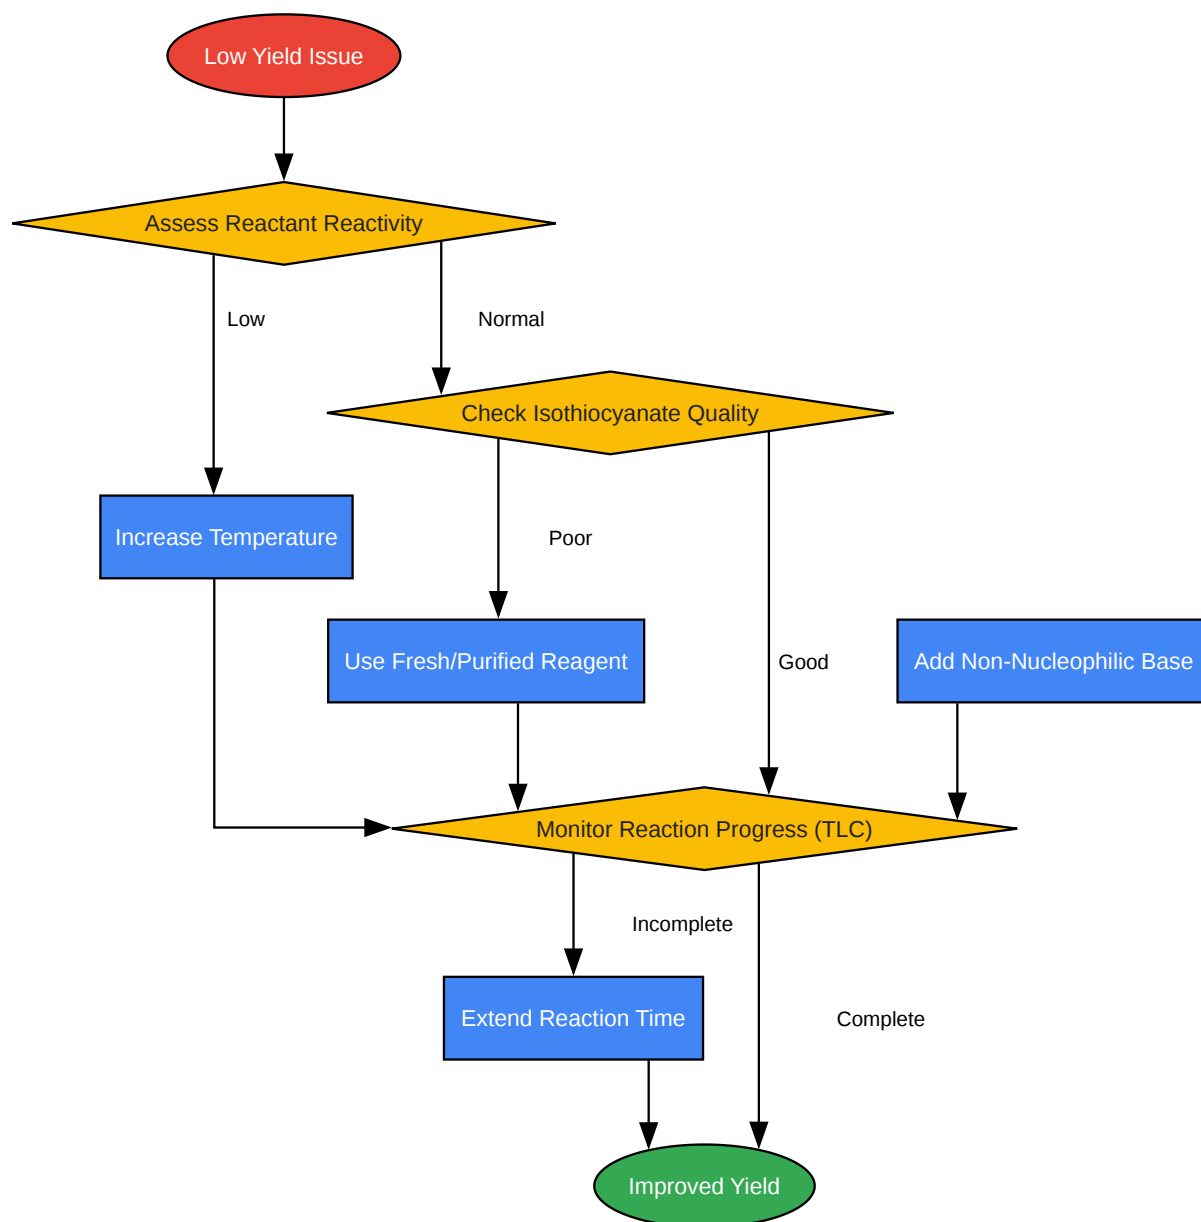 Low Yield Issue
Assess Reactant Reactivity
Low
Normal
Check Isothiocyanate Quality
Increase Temperature
Poor
Use Fresh/Purified Reagent
Good
Add Non-Nucleophilic Base
Monitor Reaction Progress (TLC)
Incomplete
Extend Reaction Time
Complete
Improved Yield